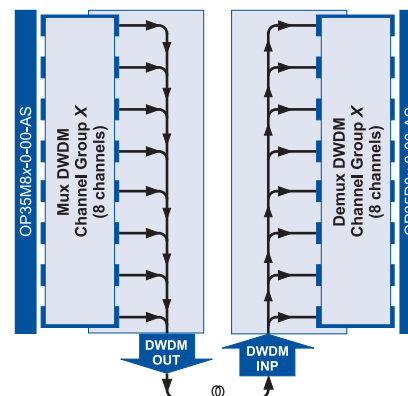 OP35M8x-0-00-AS
Mux DWDM
Channel Group X
(8 channels)
Demux DWDM
Channel Group X
(8 channels)
DWDM
OUT
DWDM
INP